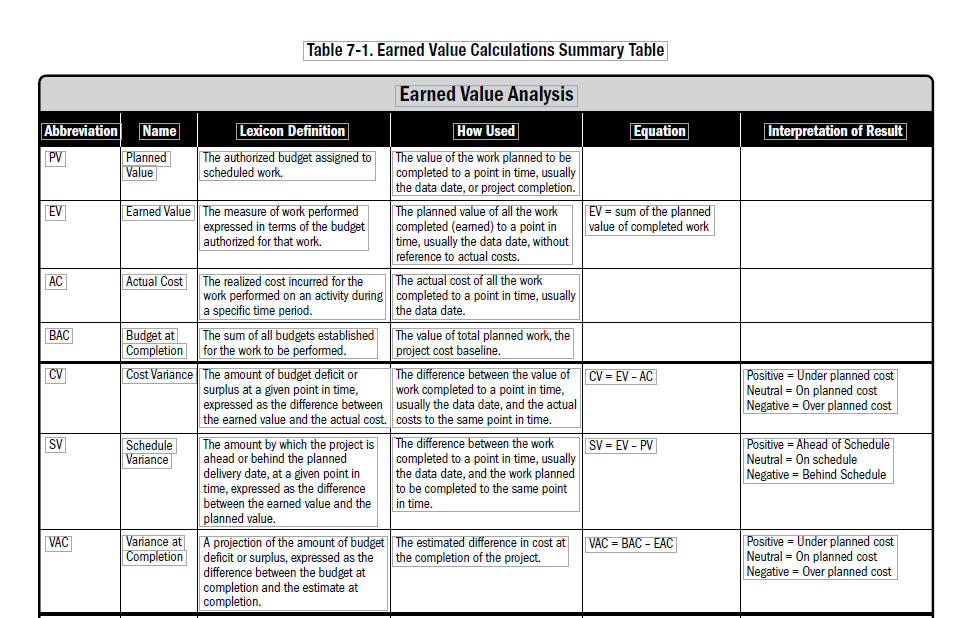 Table 7-1. Earned Value Calculations Summary Table
Earned Value Analysis
Abbreviation Name Lexicon Definition How Used Equation Interpretation of Result
PV
Planned
Value
The authorized budget assigned to
scheduled work.
The value of the work planned to be
completed to a point in time, usually
the data date, or project completion.
EV
Earned Value
The measure of work performed
expressed in terms of the budget
authorized for that work.
The planned value of all the work
completed (earned) to a point in
time, usually the data date, without
reference to actual costs.
EV = sum of the planned
value of completed work
AC
Actual Cost
The realized cost incurred for the
work performed on an activity during
a specific time period.
The actual cost of all the work
completed to a point in time, usually
the data date.
BAC
Budget at
Completion
The sum of all budgets established
for the work to be performed.
The value of total planned work, the
project cost baseline.
CV
Cost Variance
The amount of budget deficit or
surplus at a given point in time,
expressed as the difference between
the earned value and the actual cost.
The difference between the value of
work completed to a point in time,
usually the data date, and the actual
costs to the same point in time.
CV = EV – AC
Positive = Under planned cost
Neutral = On planned cost
Negative = Over planned cost
SV
Schedule
Variance
The amount by which the project is
ahead or behind the planned
delivery date, at a given point in
time, expressed as the difference
between the earned value and the
planned value.
The difference between the work
completed to a point in time, usually
the data date, and the work planned
to be completed to the same point
in time.
SV = EV – PV
Positive = Ahead of Schedule
Neutral = On schedule
Negative = Behind Schedule
VAC
Variance at
Completion
A projection of the amount of budget
deficit or surplus, expressed as the
difference between the budget at
completion and the estimate at
completion.
The estimated difference in cost at
the completion of the project.
VAC = BAC – EAC
Positive = Under planned cost
Neutral = On planned cost
Negative = Over planned cost